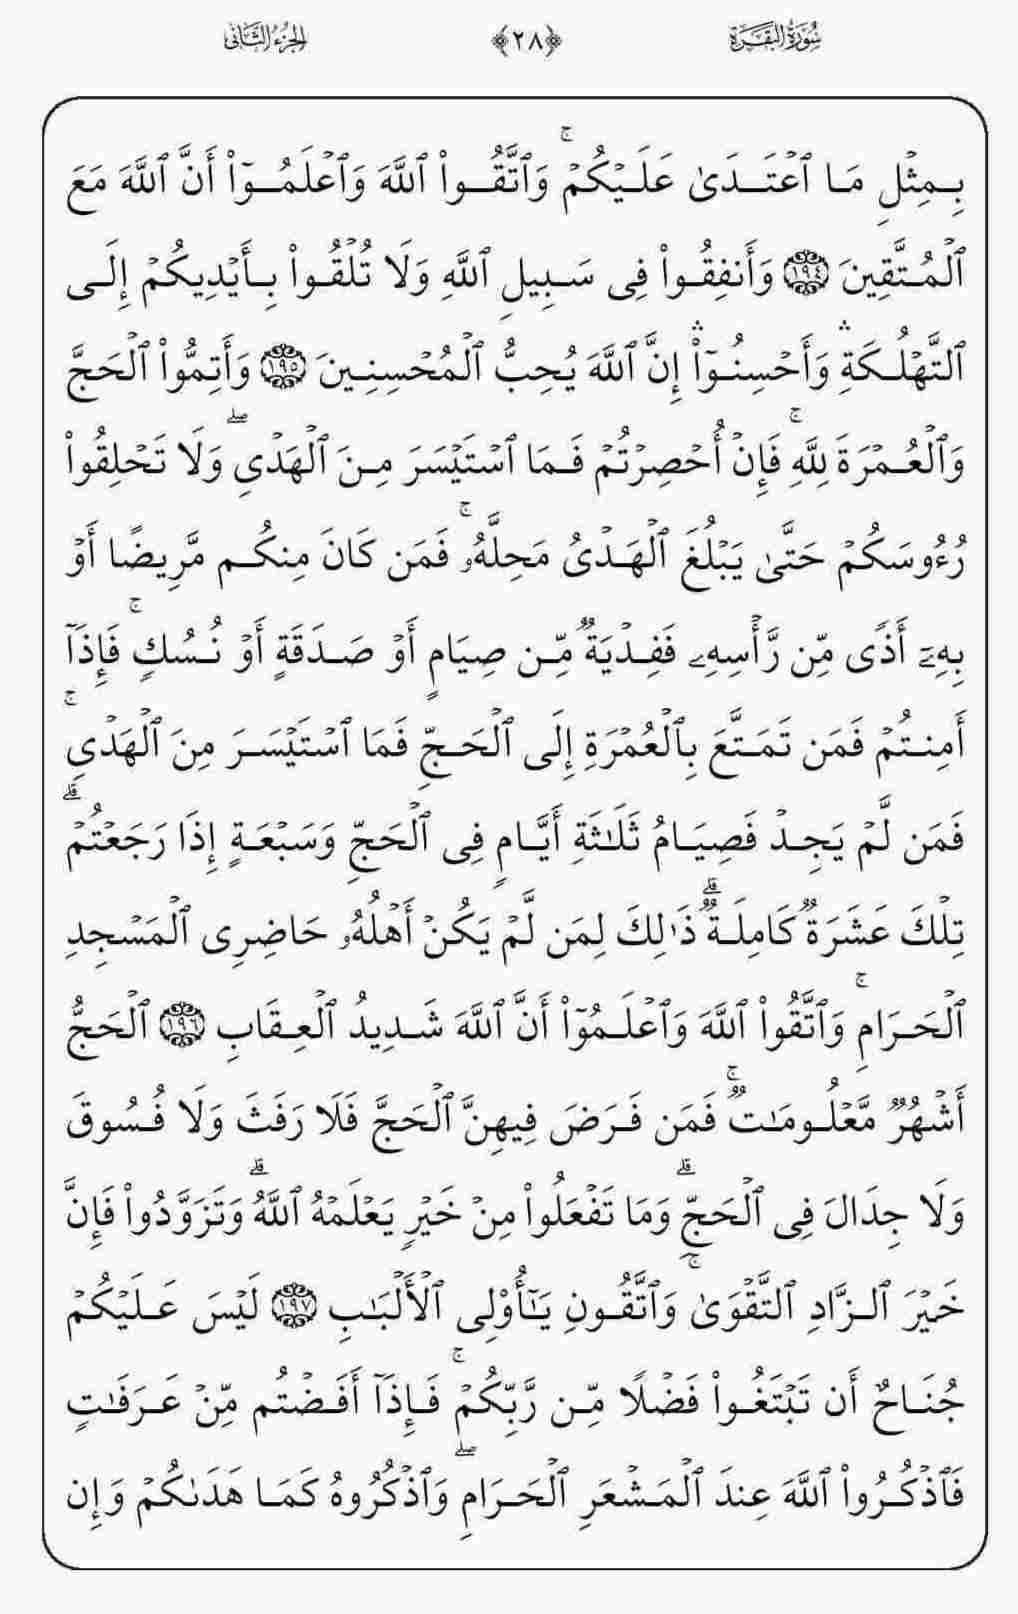 سُورَةُ البَقَرَة ﴿٢٨﴾ الجزءُ الثَّانِى
بِمِثۡلِ مَا ٱعۡتَدَىٰ عَلَيۡكُمۡۚ وَٱتَّقُواْ ٱللَّهَ وَٱعۡلَمُوٓاْ أَنَّ ٱللَّهَ مَعَ
ٱلۡمُتَّقِينَ ١٩٤ وَأَنفِقُواْ فِى سَبِيلِ ٱللَّهِ وَلَا تُلۡقُواْ بِأَيۡدِيكُمۡ إِلَى
ٱلتَّهۡلُكَةِۛ وَأَحۡسِنُوٓاْۛ إِنَّ ٱللَّهَ يُحِبُّ ٱلۡمُحۡسِنِينَ ١٩٥ وَأَتِمُّواْ ٱلۡحَجَّ
وَٱلۡعُمۡرَةَ لِلَّهِۚ فَإِنۡ أُحۡصِرۡتُمۡ فَمَا ٱسۡتَيۡسَرَ مِنَ ٱلۡهَدۡىِۖ وَلَا تَحۡلِقُواْ
رُءُوسَكُمۡ حَتَّىٰ يَبۡلُغَ ٱلۡهَدۡىُ مَحِلَّهُۥۚ فَمَن كَانَ مِنكُم مَّرِيضًا أَوۡ
بِهِۦٓ أَذًى مِّن رَّأۡسِهِۦ فَفِدۡيَةٌ مِّن صِيَامٍ أَوۡ صَدَقَةٍ أَوۡ نُسُكٍۚ فَإِذَآ
أَمِنتُمۡ فَمَن تَمَتَّعَ بِٱلۡعُمۡرَةِ إِلَى ٱلۡحَجِّ فَمَا ٱسۡتَيۡسَرَ مِنَ ٱلۡهَدۡىِۚ
فَمَن لَّمۡ يَجِدۡ فَصِيَامُ ثَلَٰثَةِ أَيَّامٍ فِى ٱلۡحَجِّ وَسَبۡعَةٍ إِذَا رَجَعۡتُمۡۗ
تِلۡكَ عَشَرَةٌ كَامِلَةٌۗ ذَٰلِكَ لِمَن لَّمۡ يَكُنۡ أَهۡلُهُۥ حَاضِرِى ٱلۡمَسۡجِدِ
ٱلۡحَرَامِۚ وَٱتَّقُواْ ٱللَّهَ وَٱعۡلَمُوٓاْ أَنَّ ٱللَّهَ شَدِيدُ ٱلۡعِقَابِ ١٩٦ ٱلۡحَجُّ
أَشۡهُرٌ مَّعۡلُومَٰتٌۚ فَمَن فَرَضَ فِيهِنَّ ٱلۡحَجَّ فَلَا رَفَثَ وَلَا فُسُوقَ
وَلَا جِدَالَ فِى ٱلۡحَجِّۗ وَمَا تَفۡعَلُواْ مِنۡ خَيۡرٍ يَعۡلَمۡهُ ٱللَّهُۗ وَتَزَوَّدُواْ فَإِنَّ
خَيۡرَ ٱلزَّادِ ٱلتَّقۡوَىٰۚ وَٱتَّقُونِ يَٰٓأُوْلِى ٱلۡأَلۡبَٰبِ ١٩٧ لَيۡسَ عَلَيۡكُمۡ
جُنَاحٌ أَن تَبۡتَغُواْ فَضۡلًا مِّن رَّبِّكُمۡۚ فَإِذَآ أَفَضۡتُم مِّنۡ عَرَفَٰتٍ
فَٱذۡكُرُواْ ٱللَّهَ عِندَ ٱلۡمَشۡعَرِ ٱلۡحَرَامِۖ وَٱذۡكُرُوهُ كَمَا هَدَىٰكُمۡ وَإِن